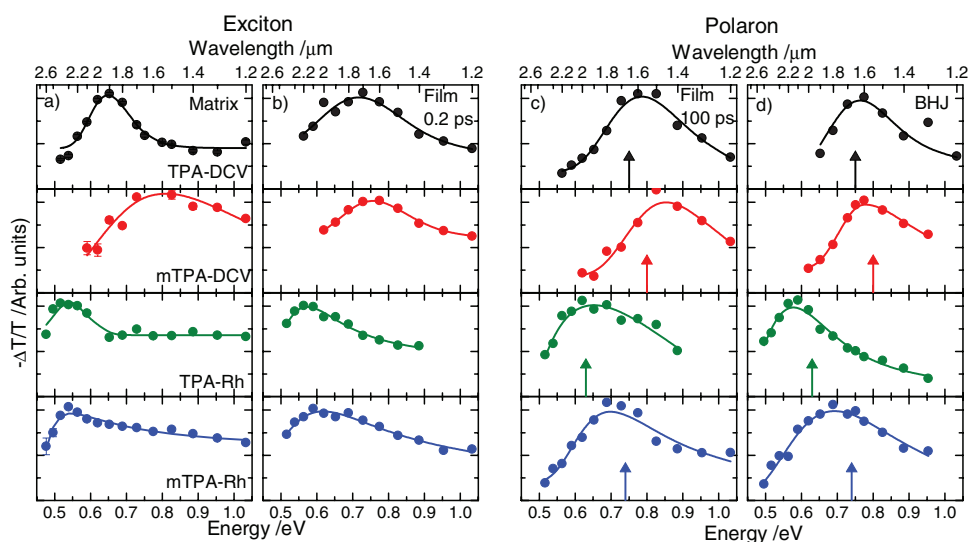 Exciton
Polaron
Wavelength /μm
Wavelength /μm
2.6 2.2 2 1.8 1.6 1.4 1.2
2.6 2.2 2 1.8 1.6 1.4 1.2
2.6 2.2 2 1.8 1.6 1.4 1.2
2.6 2.2 2 1.8 1.6 1.4 1.2
a) Matrix
b) Film
0.2 ps
c) Film
100 ps
d) BHJ
TPA-DCV
mTPA-DCV
TPA-Rh
mTPA-Rh
-ΔT/T /Arb. units)
0.5 0.6 0.7 0.8 0.9 1.0
0.5 0.6 0.7 0.8 0.9 1.0
0.5 0.6 0.7 0.8 0.9 1.0
0.5 0.6 0.7 0.8 0.9 1.0
Energy /eV
Energy /eV